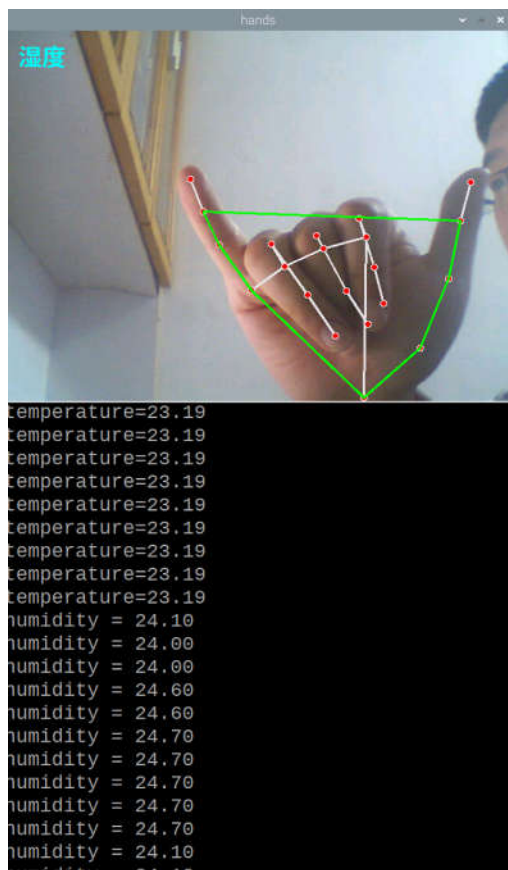 hands
湿度
temperature=23.19
temperature=23.19
temperature=23.19
temperature=23.19
temperature=23.19
temperature=23.19
temperature=23.19
temperature=23.19
temperature=23.19
humidity = 24.10
humidity = 24.00
humidity = 24.00
humidity = 24.60
humidity = 24.60
humidity = 24.70
humidity = 24.70
humidity = 24.70
humidity = 24.70
humidity = 24.70
humidity = 24.10